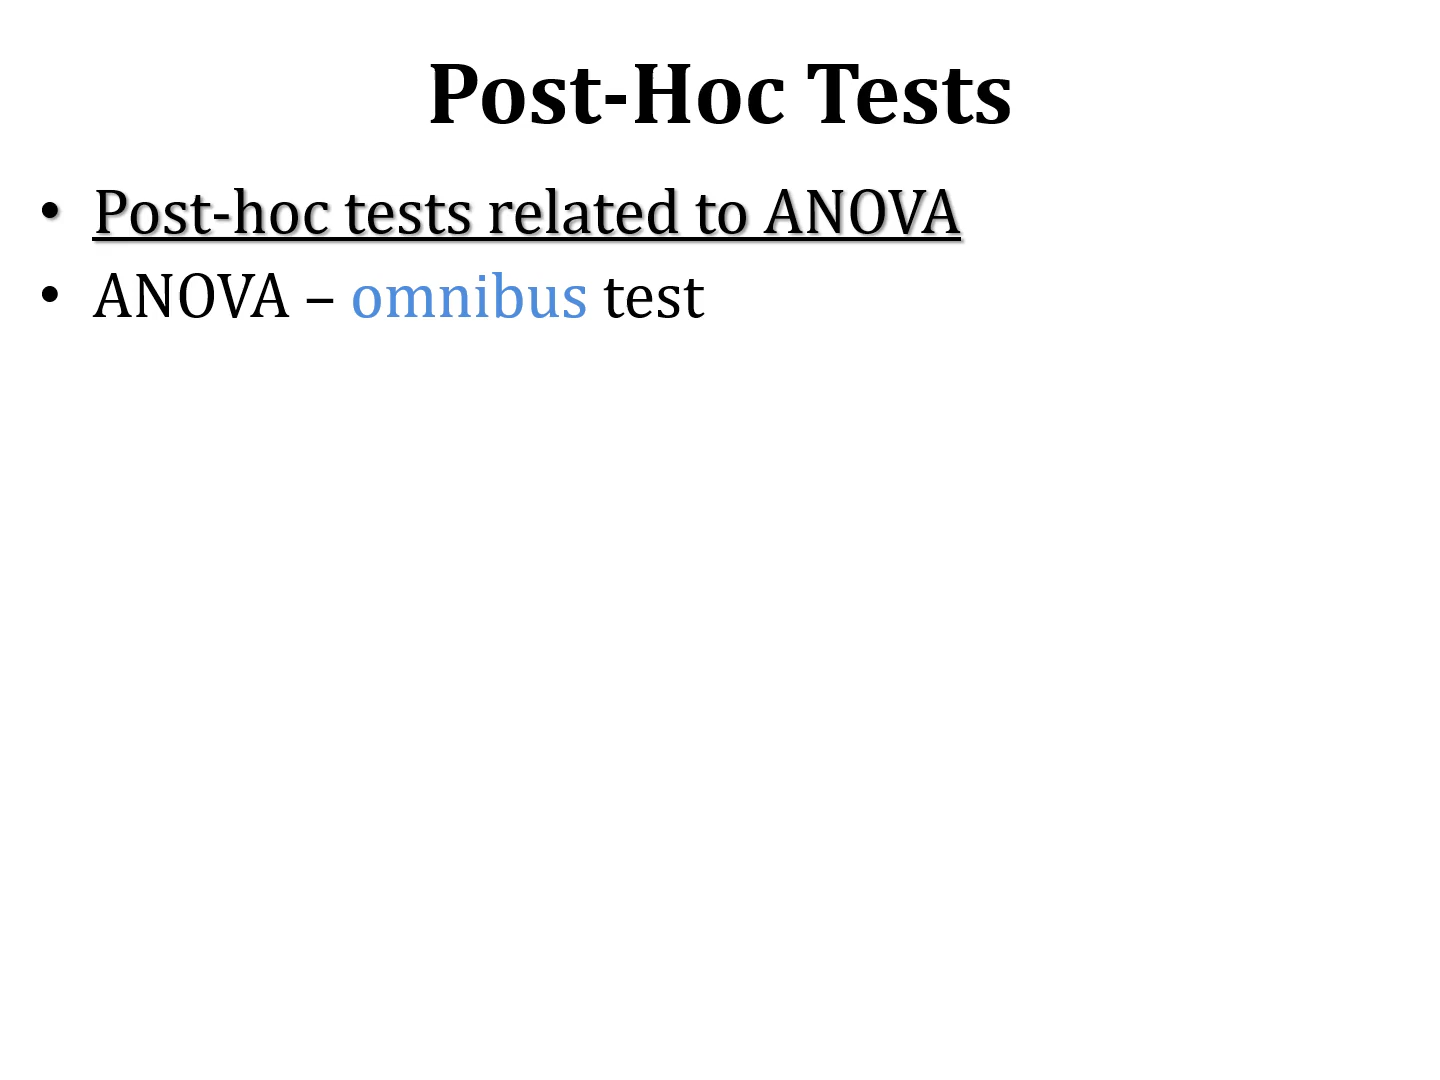 Post-Hoc Tests
• Post-hoc tests related to ANOVA
• ANOVA – omnibus test